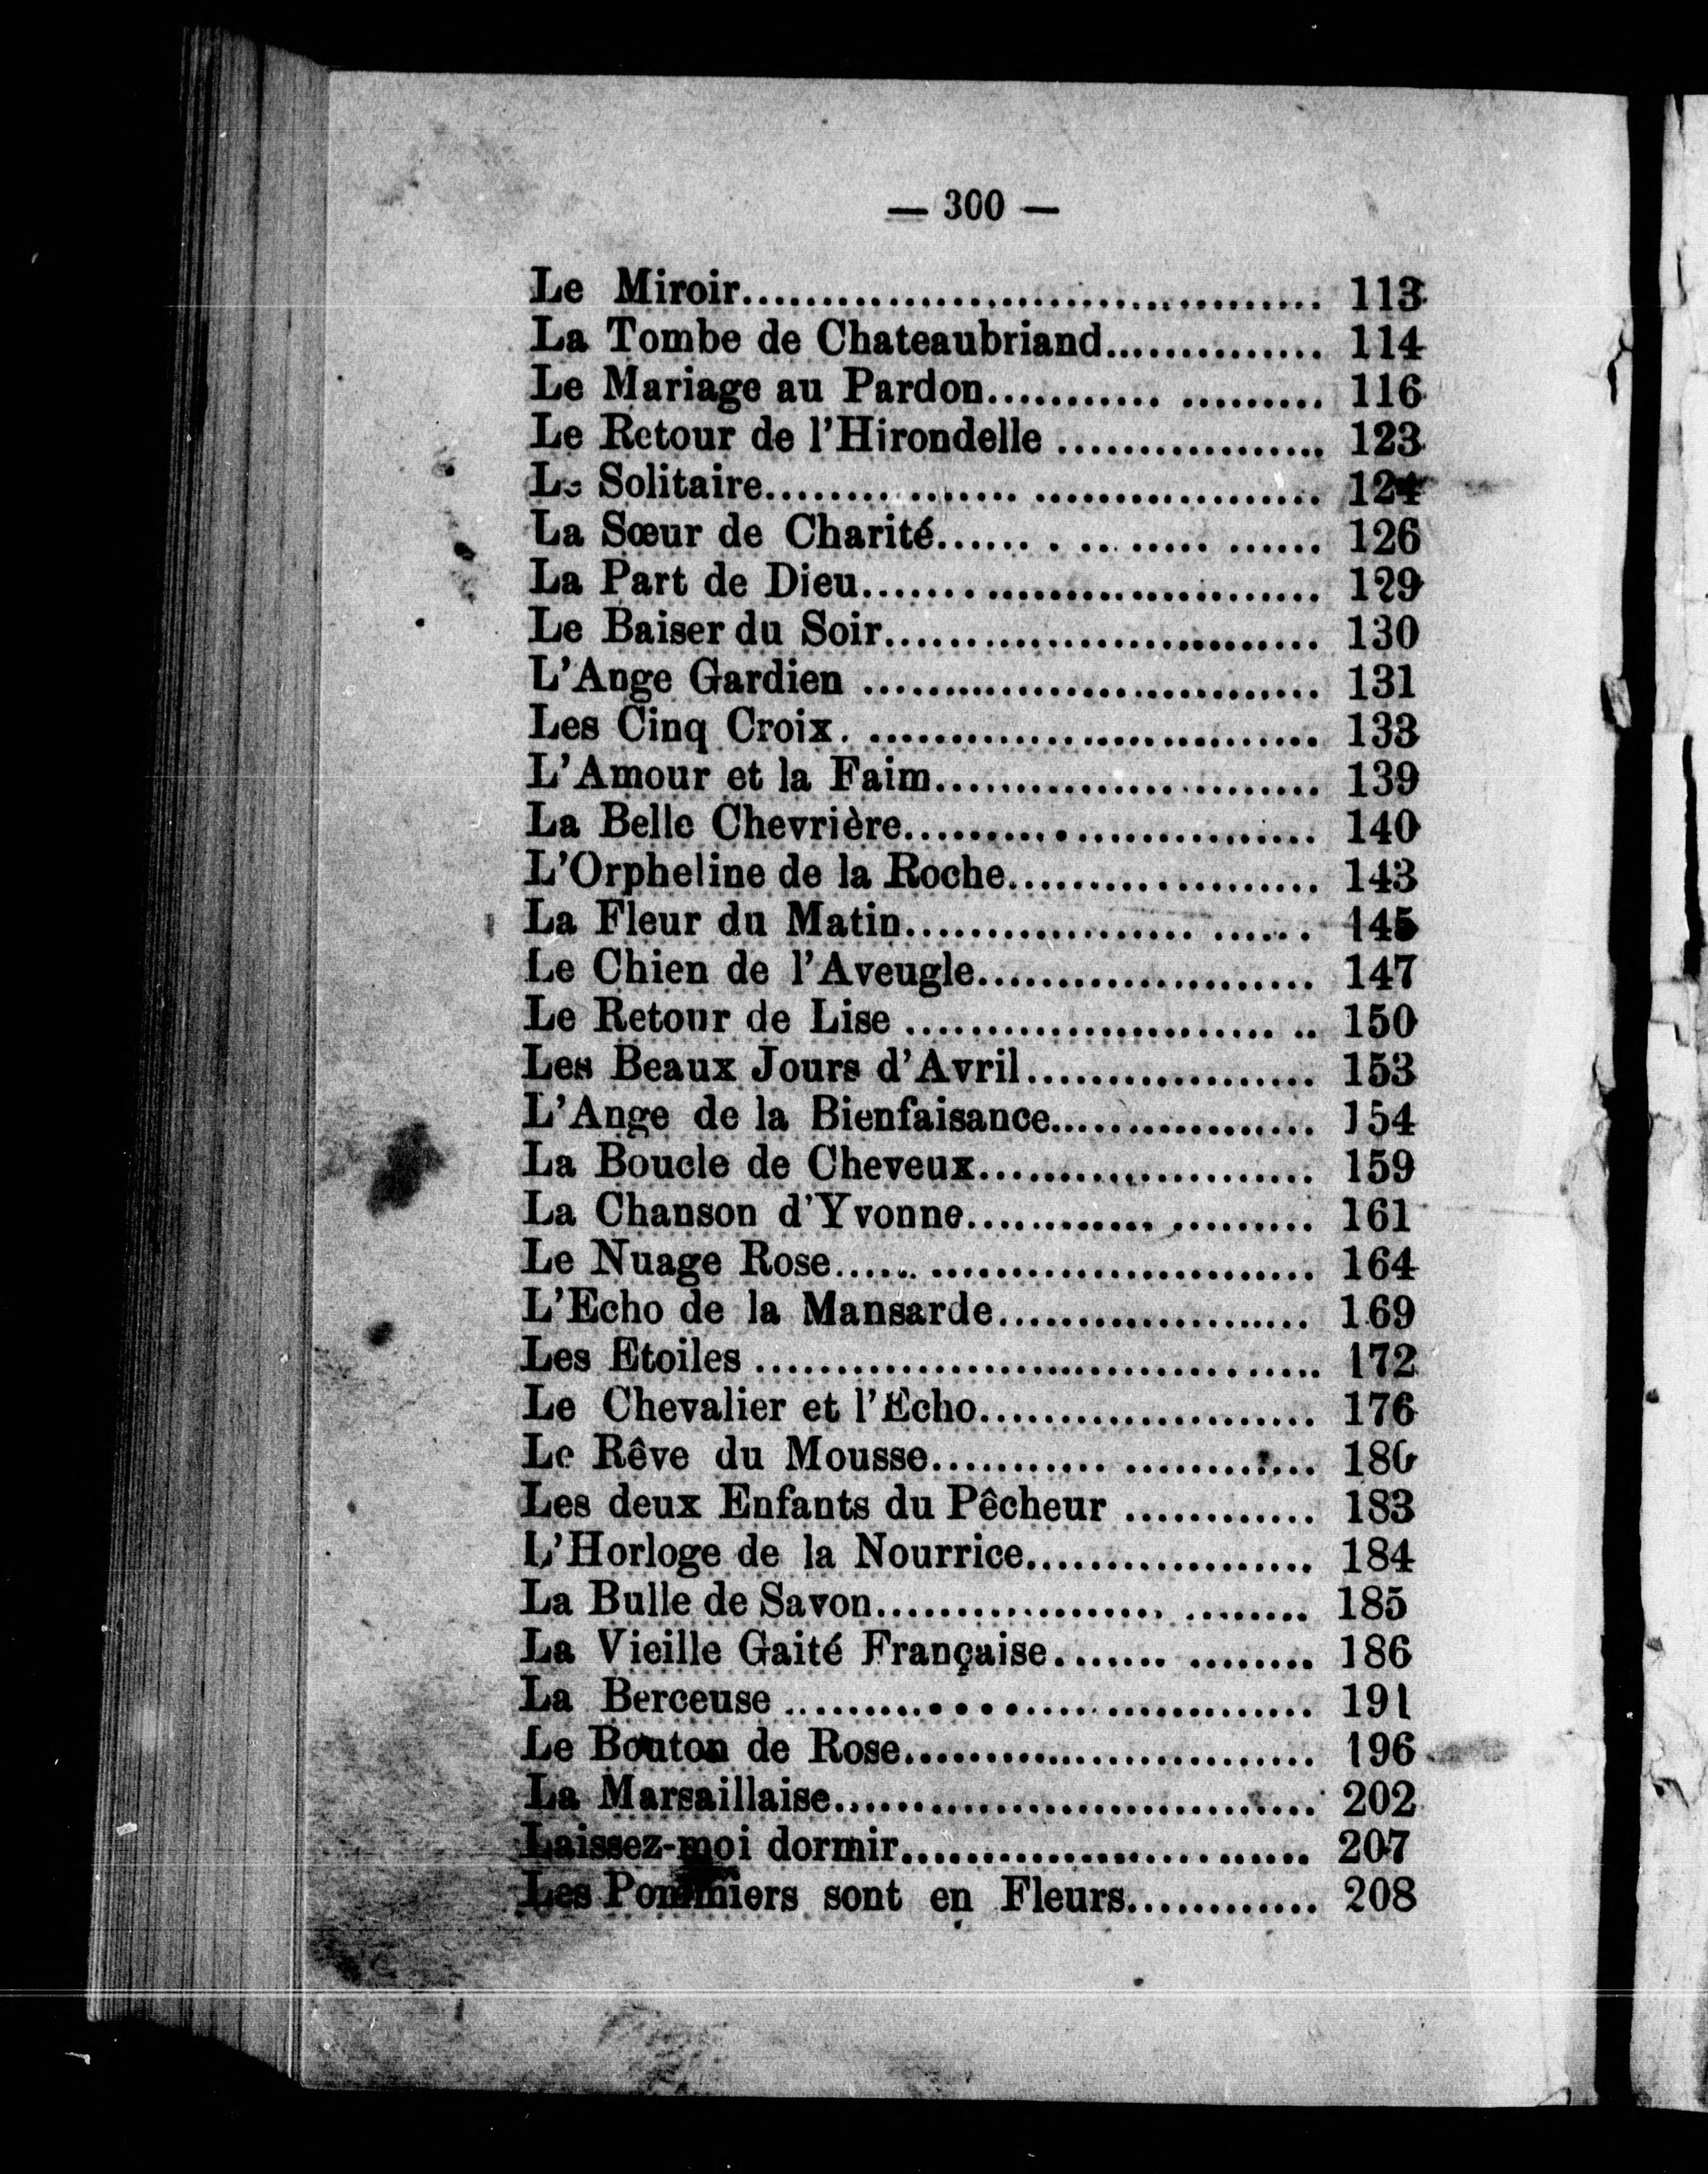 — 300 —
Le Miroir........................................ 113
La Tombe de Chateaubriand.............. 114
Le Mariage au Pardon........... ......... 116
Le Retour de l'Hirondelle ................. 123
Le Solitaire................ .................. 124
La Sœur de Charité...... . .. ..... ...... 126
La Part de Dieu............................. 129
Le Baiser du Soir........................... 130
L'Ange Gardien ............................. 131
Les Cinq Croix. ............................ 133
L'Amour et la Faim........................ 139
La Belle Chevrière.......................... 140
L'Orpheline de la Roche.................... 143
La Fleur du Matin.................. ...... 145
Le Chien de l'Aveugle..................... 147
Le Retour de Lise ....................... .. 150
Les Beaux Jours d'Avril.................. 153
L'Ange de la Bienfaisance................. 154
La Boucle de Cheveux..................... 159
La Chanson d'Yvonne............ ......... 161
Le Nuage Rose...... ........................ 164
L'Echo de la Mansarde.................... 169
Les Etoiles ................................... 172
Le Chevalier et l'Echo..................... 176
Le Rêve du Mousse........... ............ 180
Les deux Enfants du Pêcheur ............ 183
L'Horloge de la Nourrice.................. 184
La Bulle de Savon.................. ........ 185
La Vieille Gaité Française....... ........ 186
La Berceuse ................................. 191
Le Bouton de Rose.......................... 196
La Marsaillaise.............................. 202
Laissez-moi dormir.......................... 207
Les Pommiers sont en Fleurs............ 208